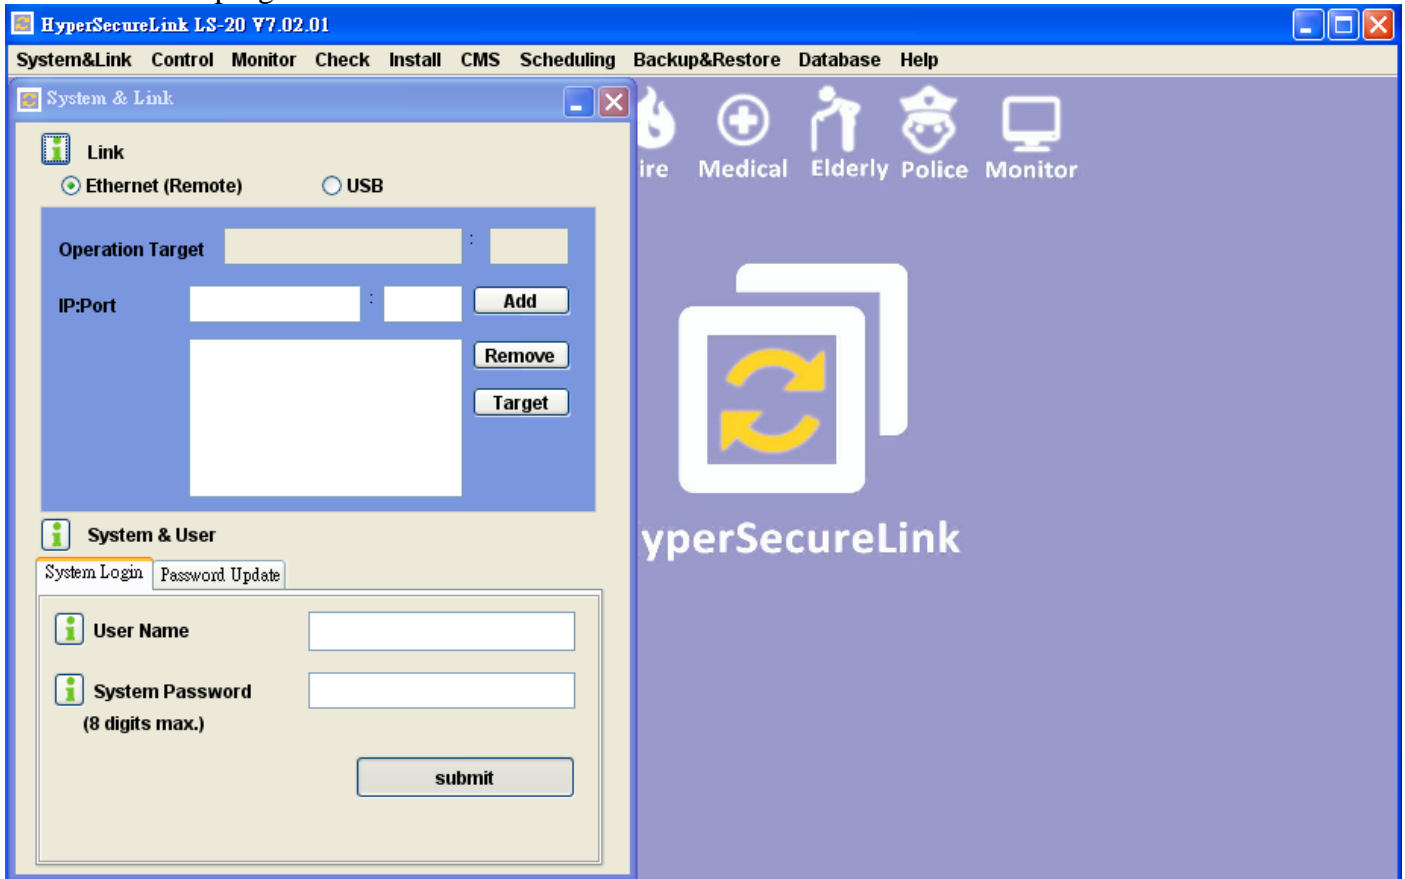 HyperSecureLink LS-20 V7.02.01
System&Link Control Monitor Check Install CMS Scheduling Backup&Restore Database Help
System & Link
ire Medical Elderly Police Monitor
Link
Ethernet (Remote) USB
Operation Target :
IP:Port : Add
Remove
Target
System & User
yperSecureLink
System Login Password Update
User Name
System Password
(8 digits max.)
submit